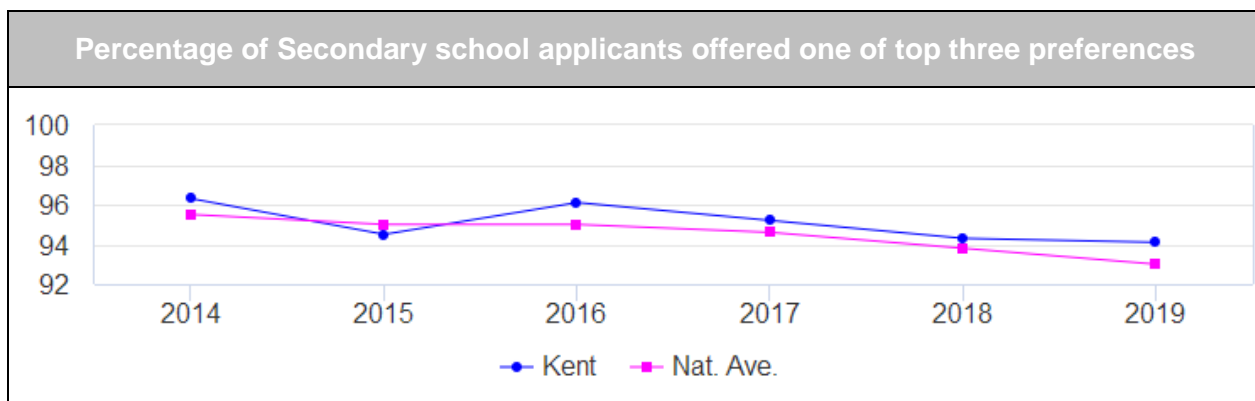 Percentage of Secondary school applicants offered one of top three preferences
100
98
96
94
92
2014 2015 2016 2017 2018 2019
Kent Nat. Ave.